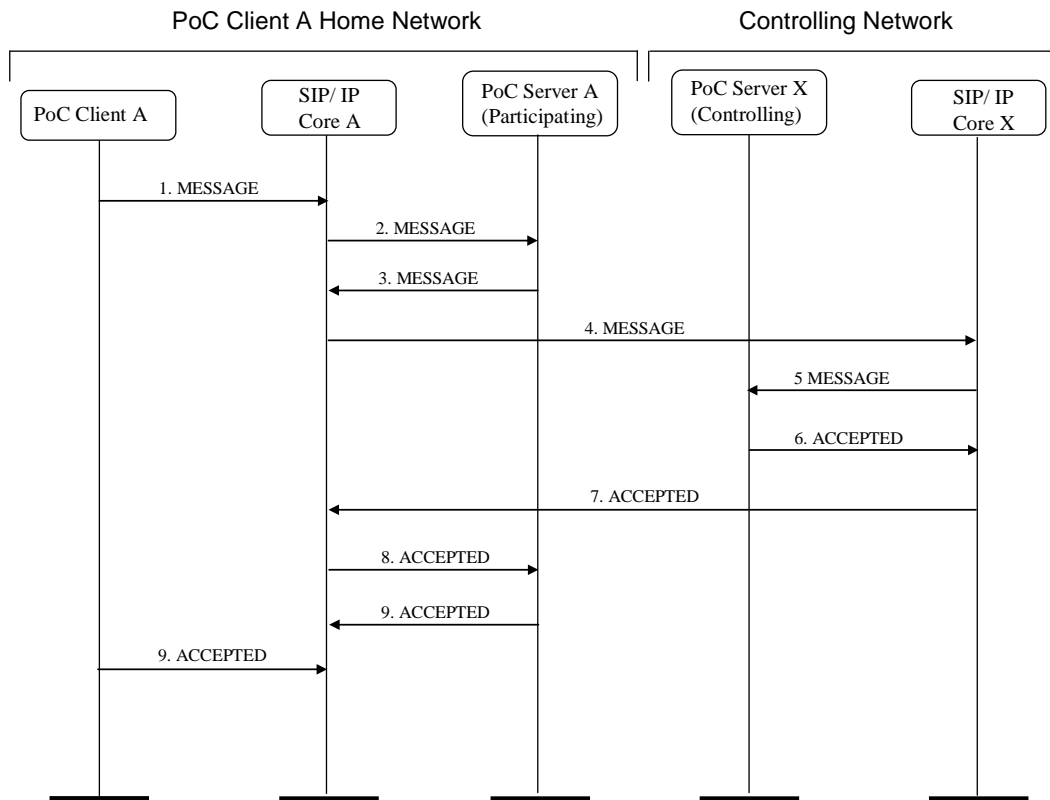 PoC Client A Home Network
Controlling Network
PoC Client A
SIP/ IP
Core A
PoC Server A
(Participating)
PoC Server X
(Controlling)
SIP/ IP
Core X
1. MESSAGE
2. MESSAGE
3. MESSAGE
4. MESSAGE
5 MESSAGE
6. ACCEPTED
7. ACCEPTED
8. ACCEPTED
9. ACCEPTED
9. ACCEPTED